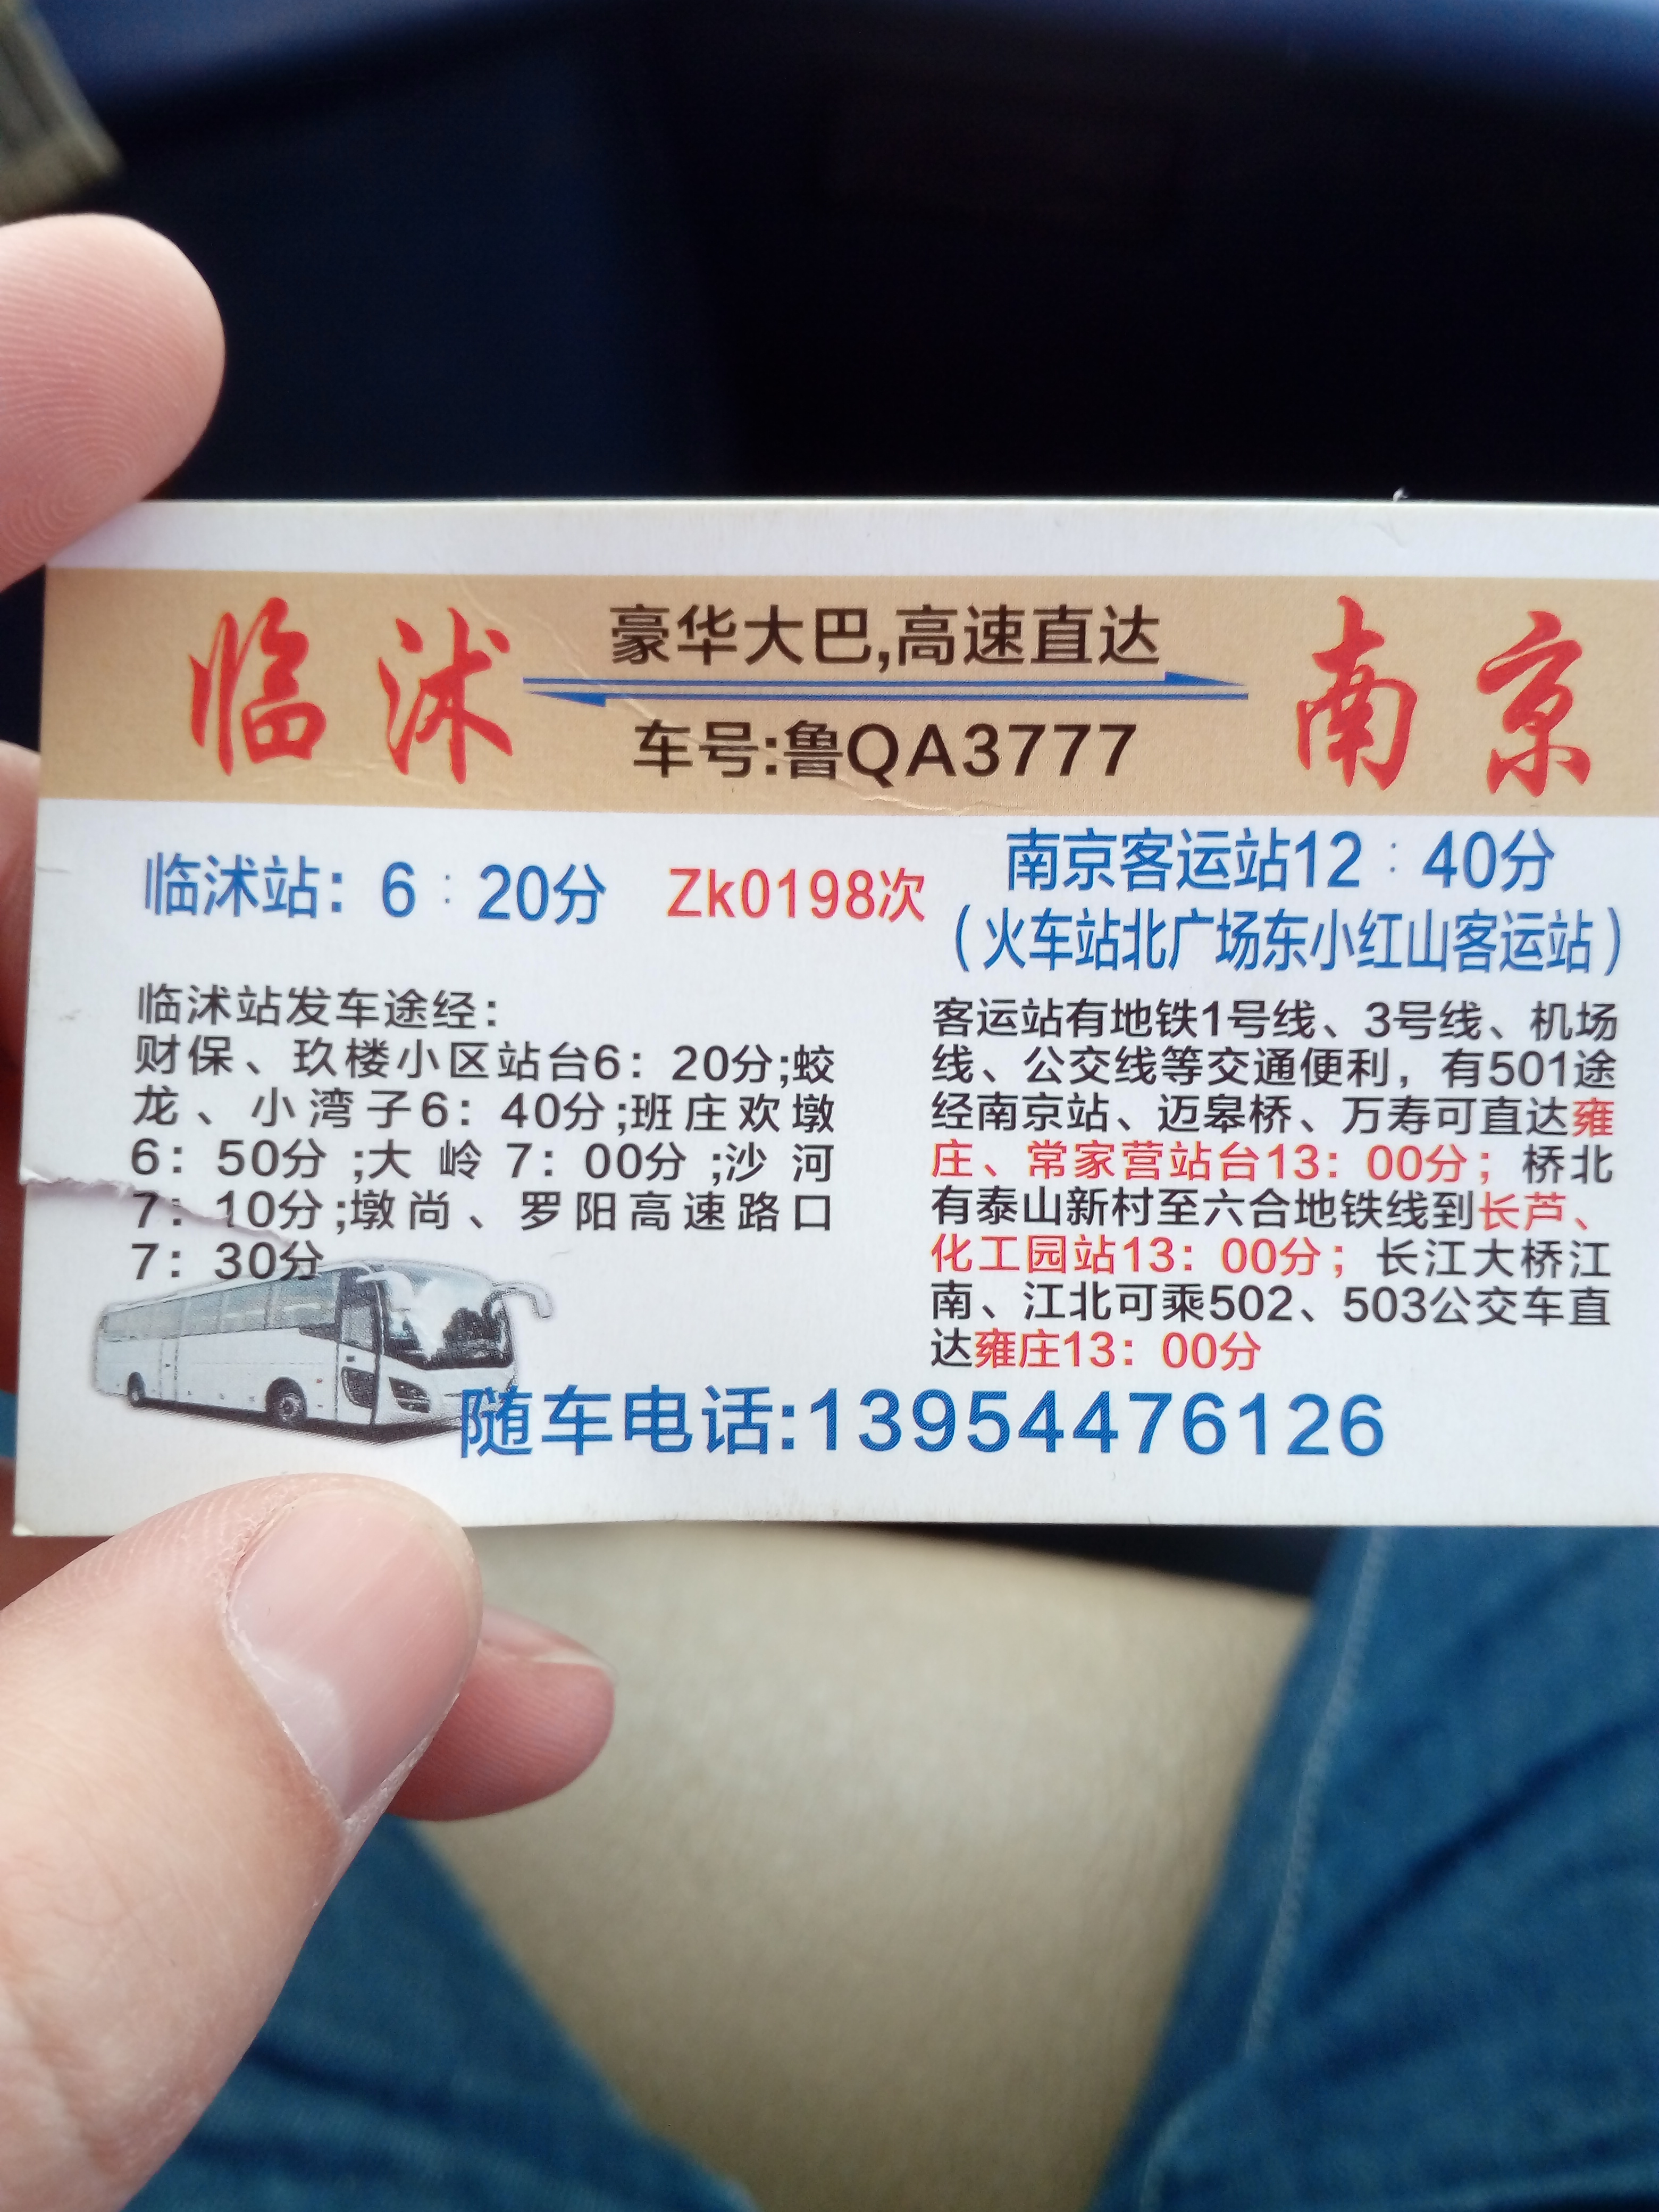 临沭
豪华大巴,高速直达
车号:鲁QA3777
南京
临沭站：6：20分
Zk0198次
南京客运站12：40分
（火车站北广场东小红山客运站）
临沭站发车途经：
财保、玖楼小区站台6：20分;蛟
龙、小湾子6：40分;班庄欢墩
6：50分;大岭7：00分;沙河
7：10分;墩尚、罗阳高速路口
7：30分
客运站有地铁1号线、3号线、机场
线、公交线等交通便利，有501途
经南京站、迈皋桥、万寿可直达雍
庄、常家营站台13：00分；桥北
有泰山新村至六合地铁线到长芦、
化工园站13：00分；长江大桥江
南、江北可乘502、503公交车直
达雍庄13：00分
随车电话:13954476126